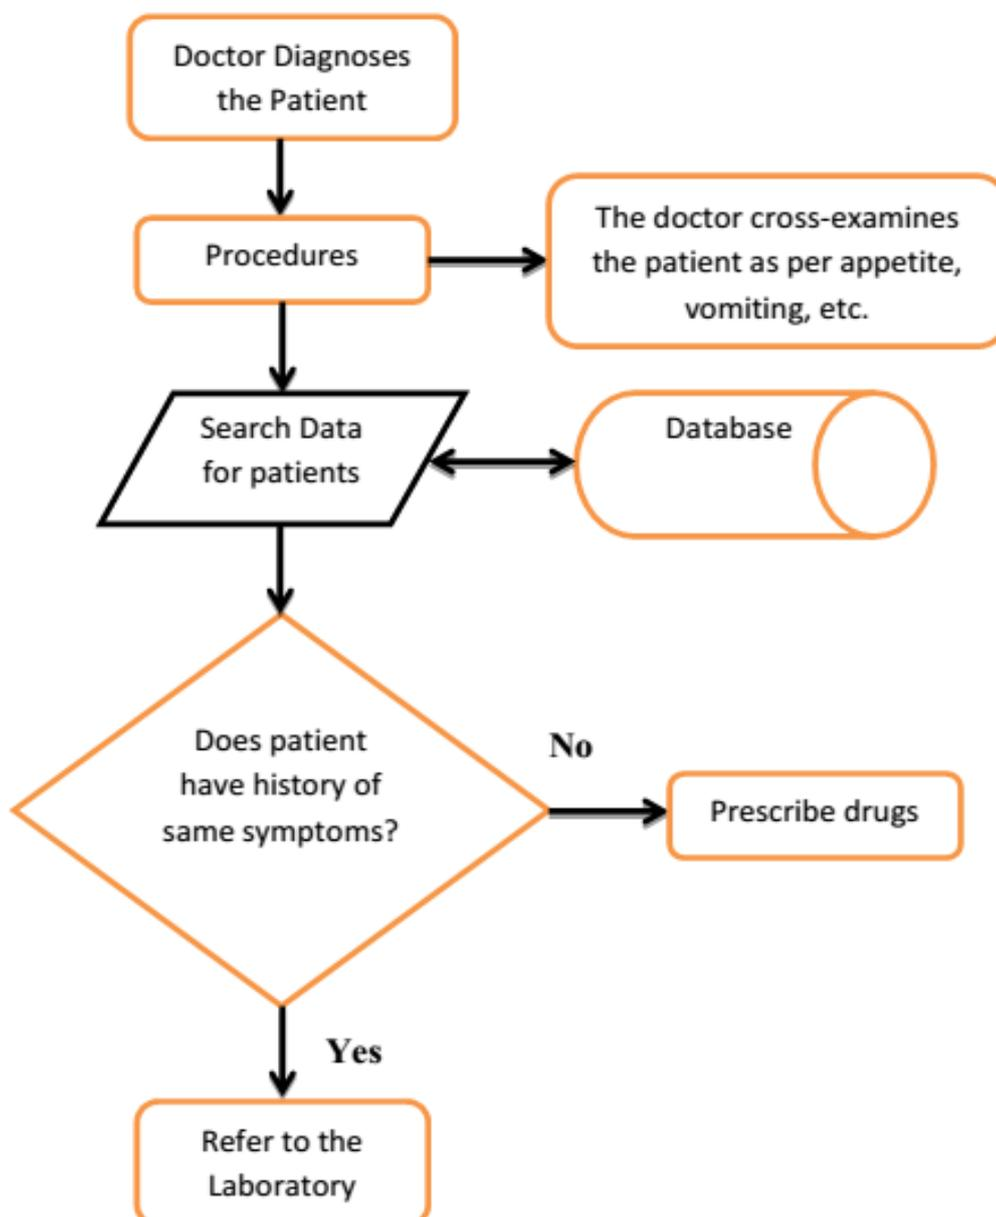 Doctor Diagnoses
the Patient
Procedures
The doctor cross-examines
the patient as per appetite,
vomiting, etc.
Search Data
for patients
Database
Does patient
have history of
same symptoms?
No
Prescribe drugs
Yes
Refer to the
Laboratory